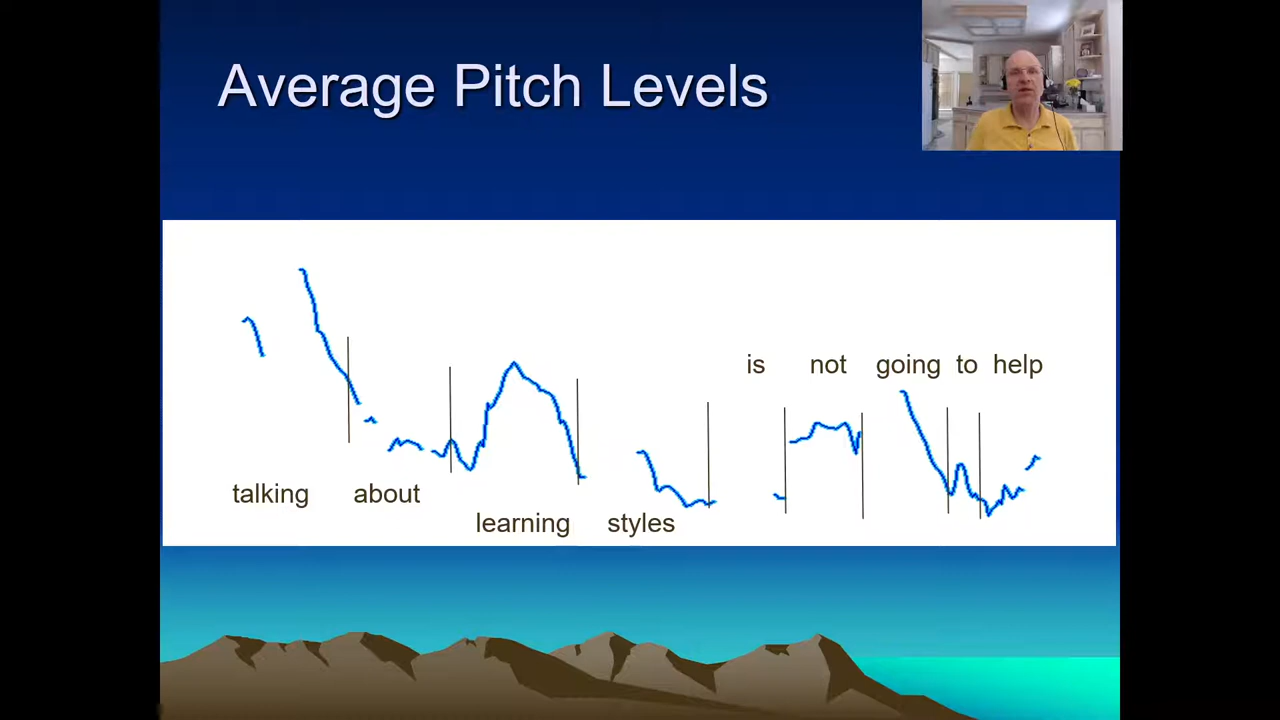 Average Pitch Levels
is not going to help
talking about
learning styles